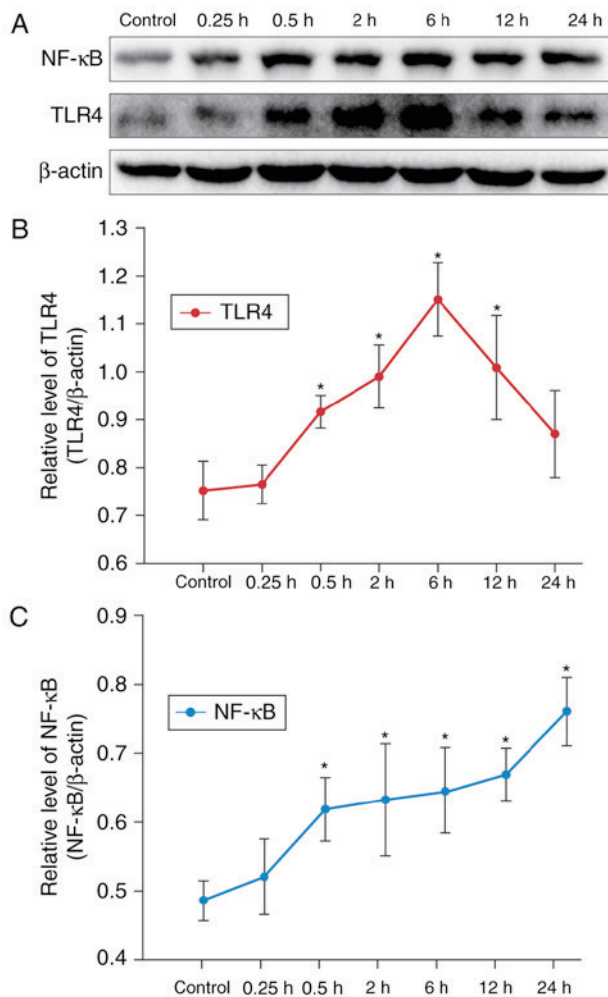 A
Control 0.25 h 0.5 h 2 h 6 h 12 h 24 h
NF-κB
TLR4
β-actin
B
Relative level of TLR4
(TLR4/β-actin)
1.3
1.2
1.1
1.0
0.9
0.8
0.7
0.6
TLR4
* * * *
Control 0.25 h 0.5 h 2 h 6 h 12 h 24 h
C
Relative level of NF-κB
(NF-κB/β-actin)
0.9
0.8
0.7
0.6
0.5
0.4
NF-κB
* * * * *
Control 0.25 h 0.5 h 2 h 6 h 12 h 24 h